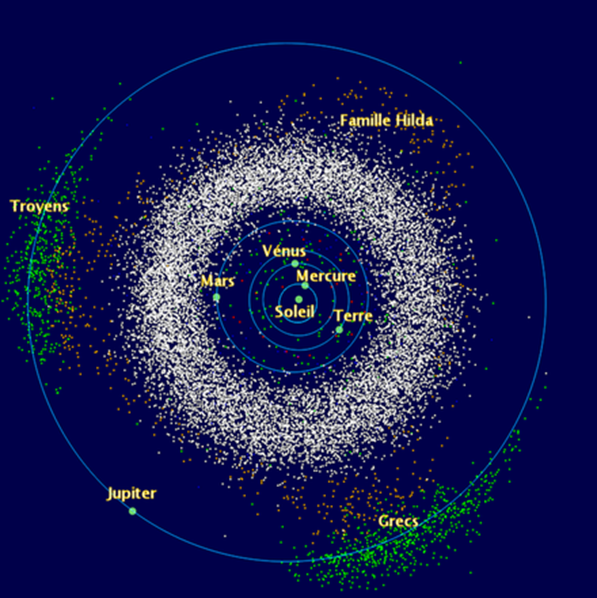 Famille Hilda
Troyens
Vénus
Mercure
Mars
Soleil
Terre
Jupiter
Grecs